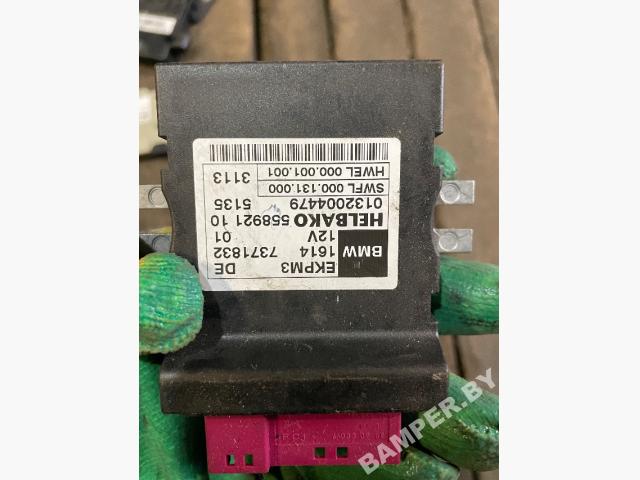 EKPM3 DE
BMW 1614 7371832
12V 01
HELBAKO 558921 10
0132004479 5135
SWFL 000.131.000
HWEL 000.001.001 3113
BAMPER.BY